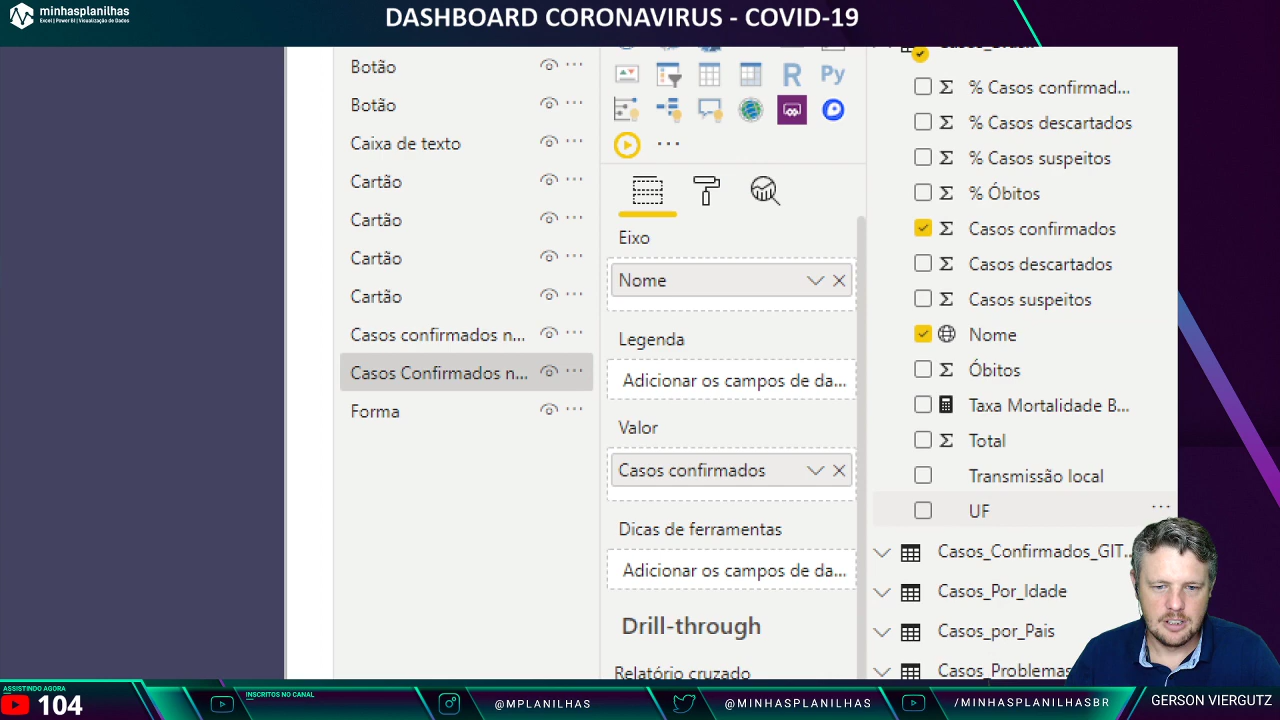 minhasplanilhas
Excel | Power BI | Visualização de Dados
DASHBOARD CORONAVIRUS - COVID-19
Botão
Botão
Caixa de texto
Cartão
Cartão
Cartão
Cartão
Casos confirmados n...
Casos Confirmados n...
Forma
R
Py
Eixo
Nome
Legenda
Adicionar os campos de da...
Valor
Casos confirmados
Dicas de ferramentas
Adicionar os campos de da...
Drill-through
Relatório cruzado
% Casos confirmad...
% Casos descartados
% Casos suspeitos
% Óbitos
Casos confirmados
Casos descartados
Casos suspeitos
Nome
Óbitos
Taxa Mortalidade B...
Total
Transmissão local
UF
Casos_Confirmados_GIT...
Casos_Por_Idade
Casos_por_Pais
Casos_Problemas
ASSISTINDO AGORA
104
INSCRITOS NO CANAL
@MPLANILHAS
@MINHASPLANILHAS
/MINHASPLANILHASBR
GERSON VIERGUTZ